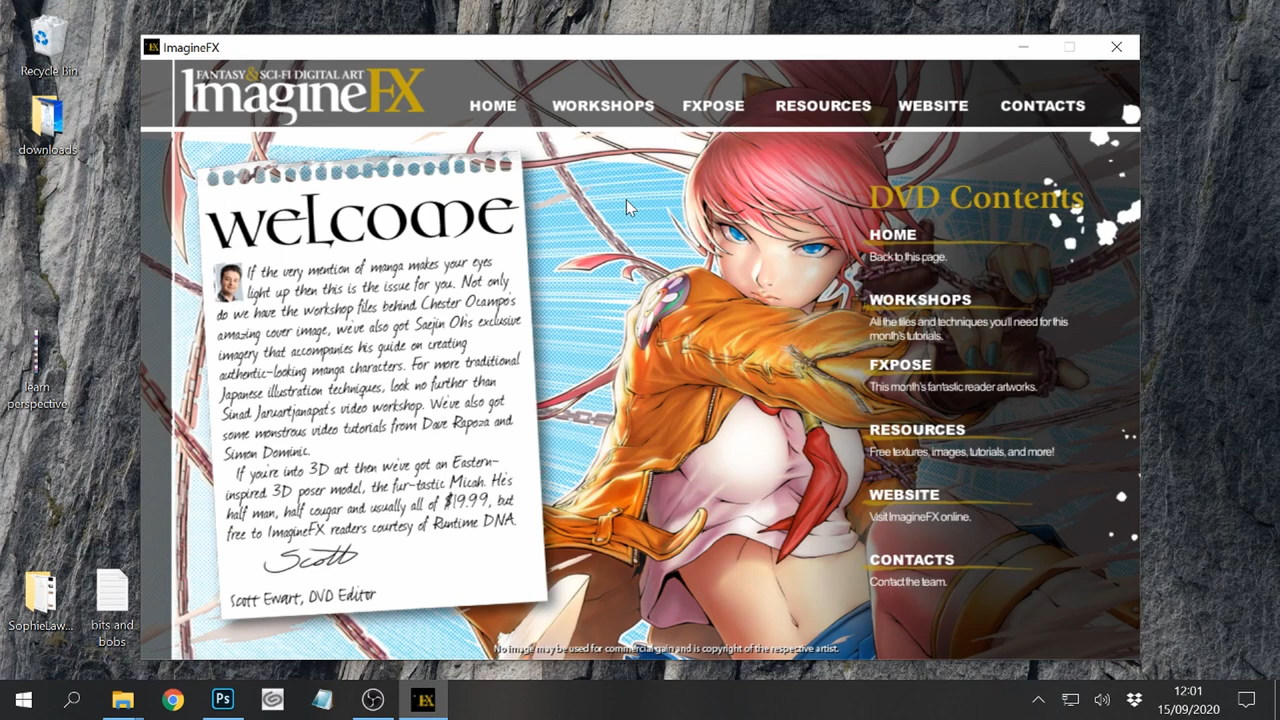 Recycle Bin
downloads
learn
perspective
SophieLaw...
bits and
bobs
EX ImagineFX
FANTASY & SCI-FI DIGITAL ART
ImagineFX
HOME WORKSHOPS FXPOSE RESOURCES WEBSITE CONTACTS
welcome
If the very mention of manga makes your eyes
light up then this is the issue for you. Not only
do we have the workshop files behind Chester Ocampo's
amazing cover image, we've also got Saejin Oh's exclusive
imagery that accompanies his guide on creating
authentic-looking manga characters. For more traditional
Japanese illustration techniques, look no further than
Sinad Jaruartjanapat's video workshop. We've also got
some monstrous video tutorials from Dave Rapoza and
Simon Dominic.
If you're into 3D art then we've got an Eastern-
inspired 3D poser model, the fur-tastic Micah. He's
half man, half cougar and usually all of $19.99, but
free to ImagineFX readers courtesy of Runtime DNA.
Scott
Scott Ewart, DVD Editor
DVD Contents
HOME
Back to this page.
WORKSHOPS
All the files and techniques you'll need for this
month's tutorials.
FXPOSE
This month's fantastic reader artworks.
RESOURCES
Free textures, images, tutorials, and more!
WEBSITE
Visit ImagineFX online.
CONTACTS
Contact the team.
No image may be used for commercial gain and is copyright of the respective artist.
Ps
EX
12:01
15/09/2020